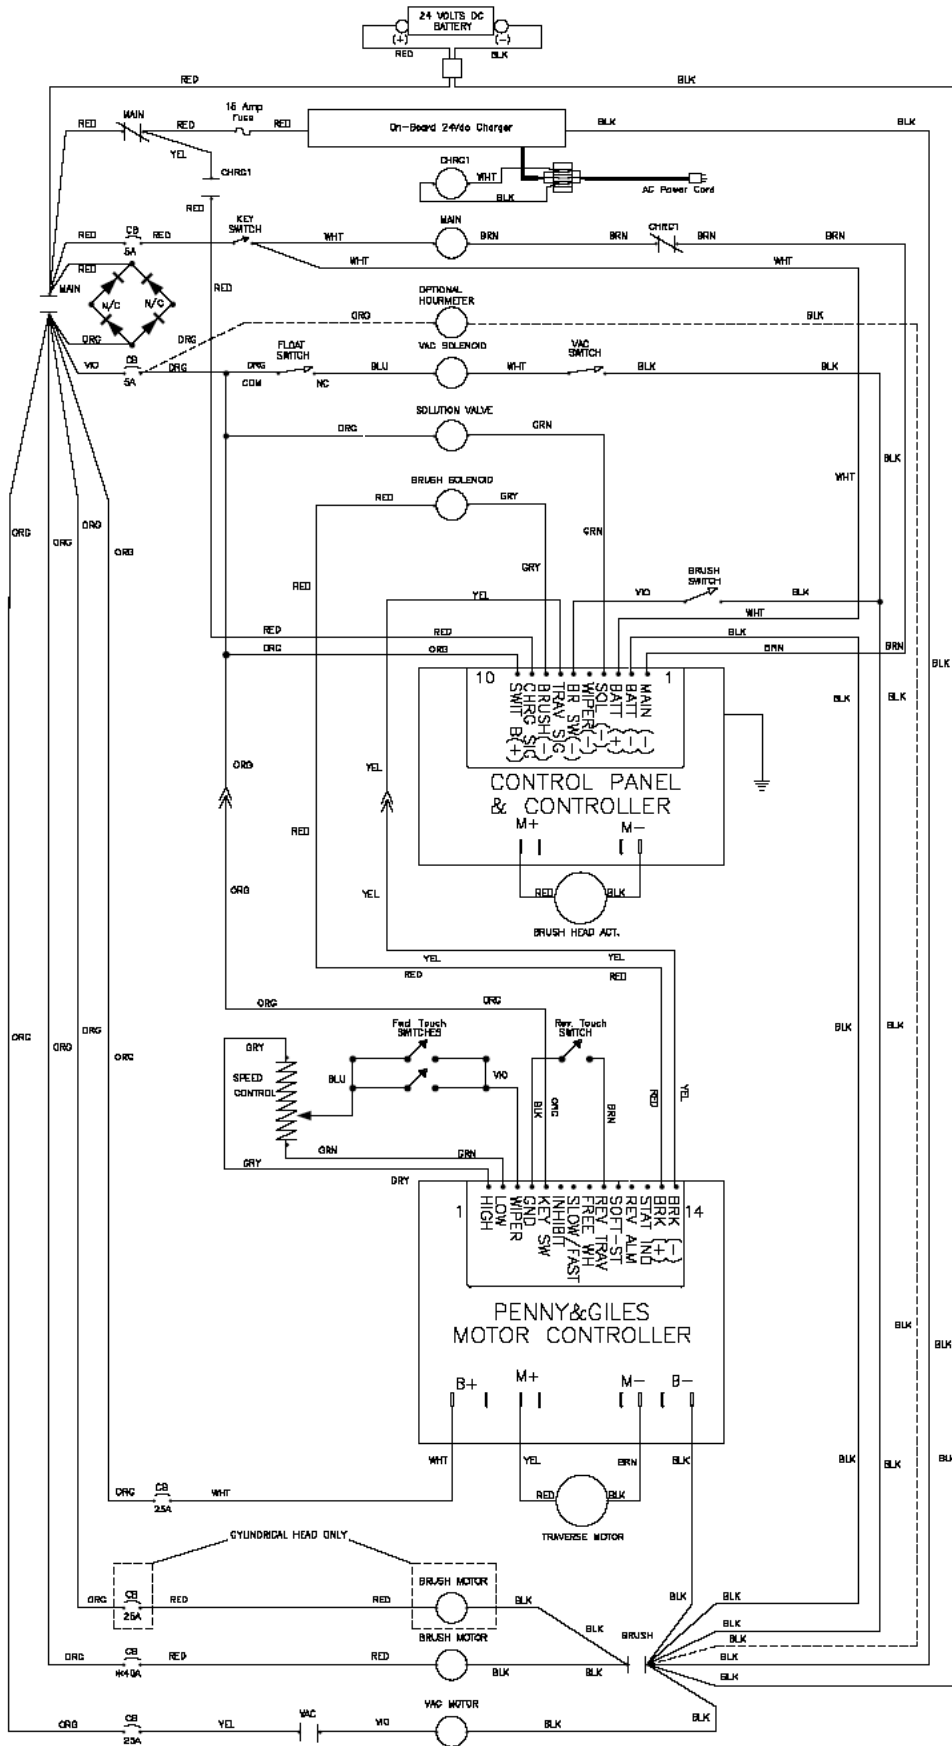 24 VOLTS DC
BATTERY
(+)
(-)
RED
BLK
RED
BLK
MAIN
15 Amp
Fuse
RED
RED
RED
On-Board 24Vdc Charger
BLK
YEL
CHRG1
CHRG1
WHT
BLK
AC Power Cord
RED
RED
CB
5A
RED
KEY
SWITCH
WHT
MAIN
BRN
BRN
CHRG1
BRN
BRN
RED
WHT
WHT
MAIN
N/C
N/C
RED
OPTIONAL
HOURMETER
ORG
BLK
ORG
ORG
VIO
CB
5A
ORG
FLOAT
SWITCH
ORG
COM
NC
BLU
VAC SOLENOID
WHT
VAC
SWITCH
BLK
BLK
SOLUTION VALVE
ORG
GRN
BLK
WHT
BRUSH SOLENOID
RED
GRY
ORG
ORG
ORG
ORG
GRN
GRY
RED
YEL
BRUSH
SWITCH
VIO
BLK
WHT
RED
RED
BLK
ORG
ORG
BRN
BRN
BLK
10
1
SWIT B(+)
CHRG SIG
BRUSH(-)
TRAV SIG
BR SW(-)
WIPER(-)
SOL (-)
BATT (+)
BATT (-)
MAIN (-)
BLK
BLK
ORG
YEL
CONTROL PANEL
& CONTROLLER
RED
M+
M-
ORG
YEL
RED
BLK
BRUSH HEAD ACT.
YEL
YEL
RED
RED
ORG
ORG
ORG
ORG
ORG
ORG
BLK
BLK
Fwd Touch
SWITCHES
Rev. Touch
SWITCH
GRY
SPEED
CONTROL
BLU
VIO
BLK
ORG
BRN
RED
YEL
GRN
GRN
GRY
GRY
1
14
HIGH
LOW
WIPER
GND
KEY SW
INHIBIT
SLOW/FAST
FREE WH
REV TRAV
SOFT-ST
REV ALM
STAT IND
BRK (+)
BRK (-)
PENNY&GILES
MOTOR CONTROLLER
BLK
BLK
BLK
B+
M+
M-
B-
WHT
YEL
BRN
BLK
BLK
BLK
BLK
ORG
CB
25A
WHT
RED
BLK
TRAVERSE MOTOR
CYLINDRICAL HEAD ONLY
BRUSH MOTOR
ORG
CB
25A
RED
RED
BLK
BLK
BLK
BLK
BLK
BLK
BRUSH
BRUSH MOTOR
ORG
CB
RED
RED
BLK
BLK
BLK
BLK
VAC MOTOR
ORG
CB
25A
YEL
VAC
VIO
BLK
BLK